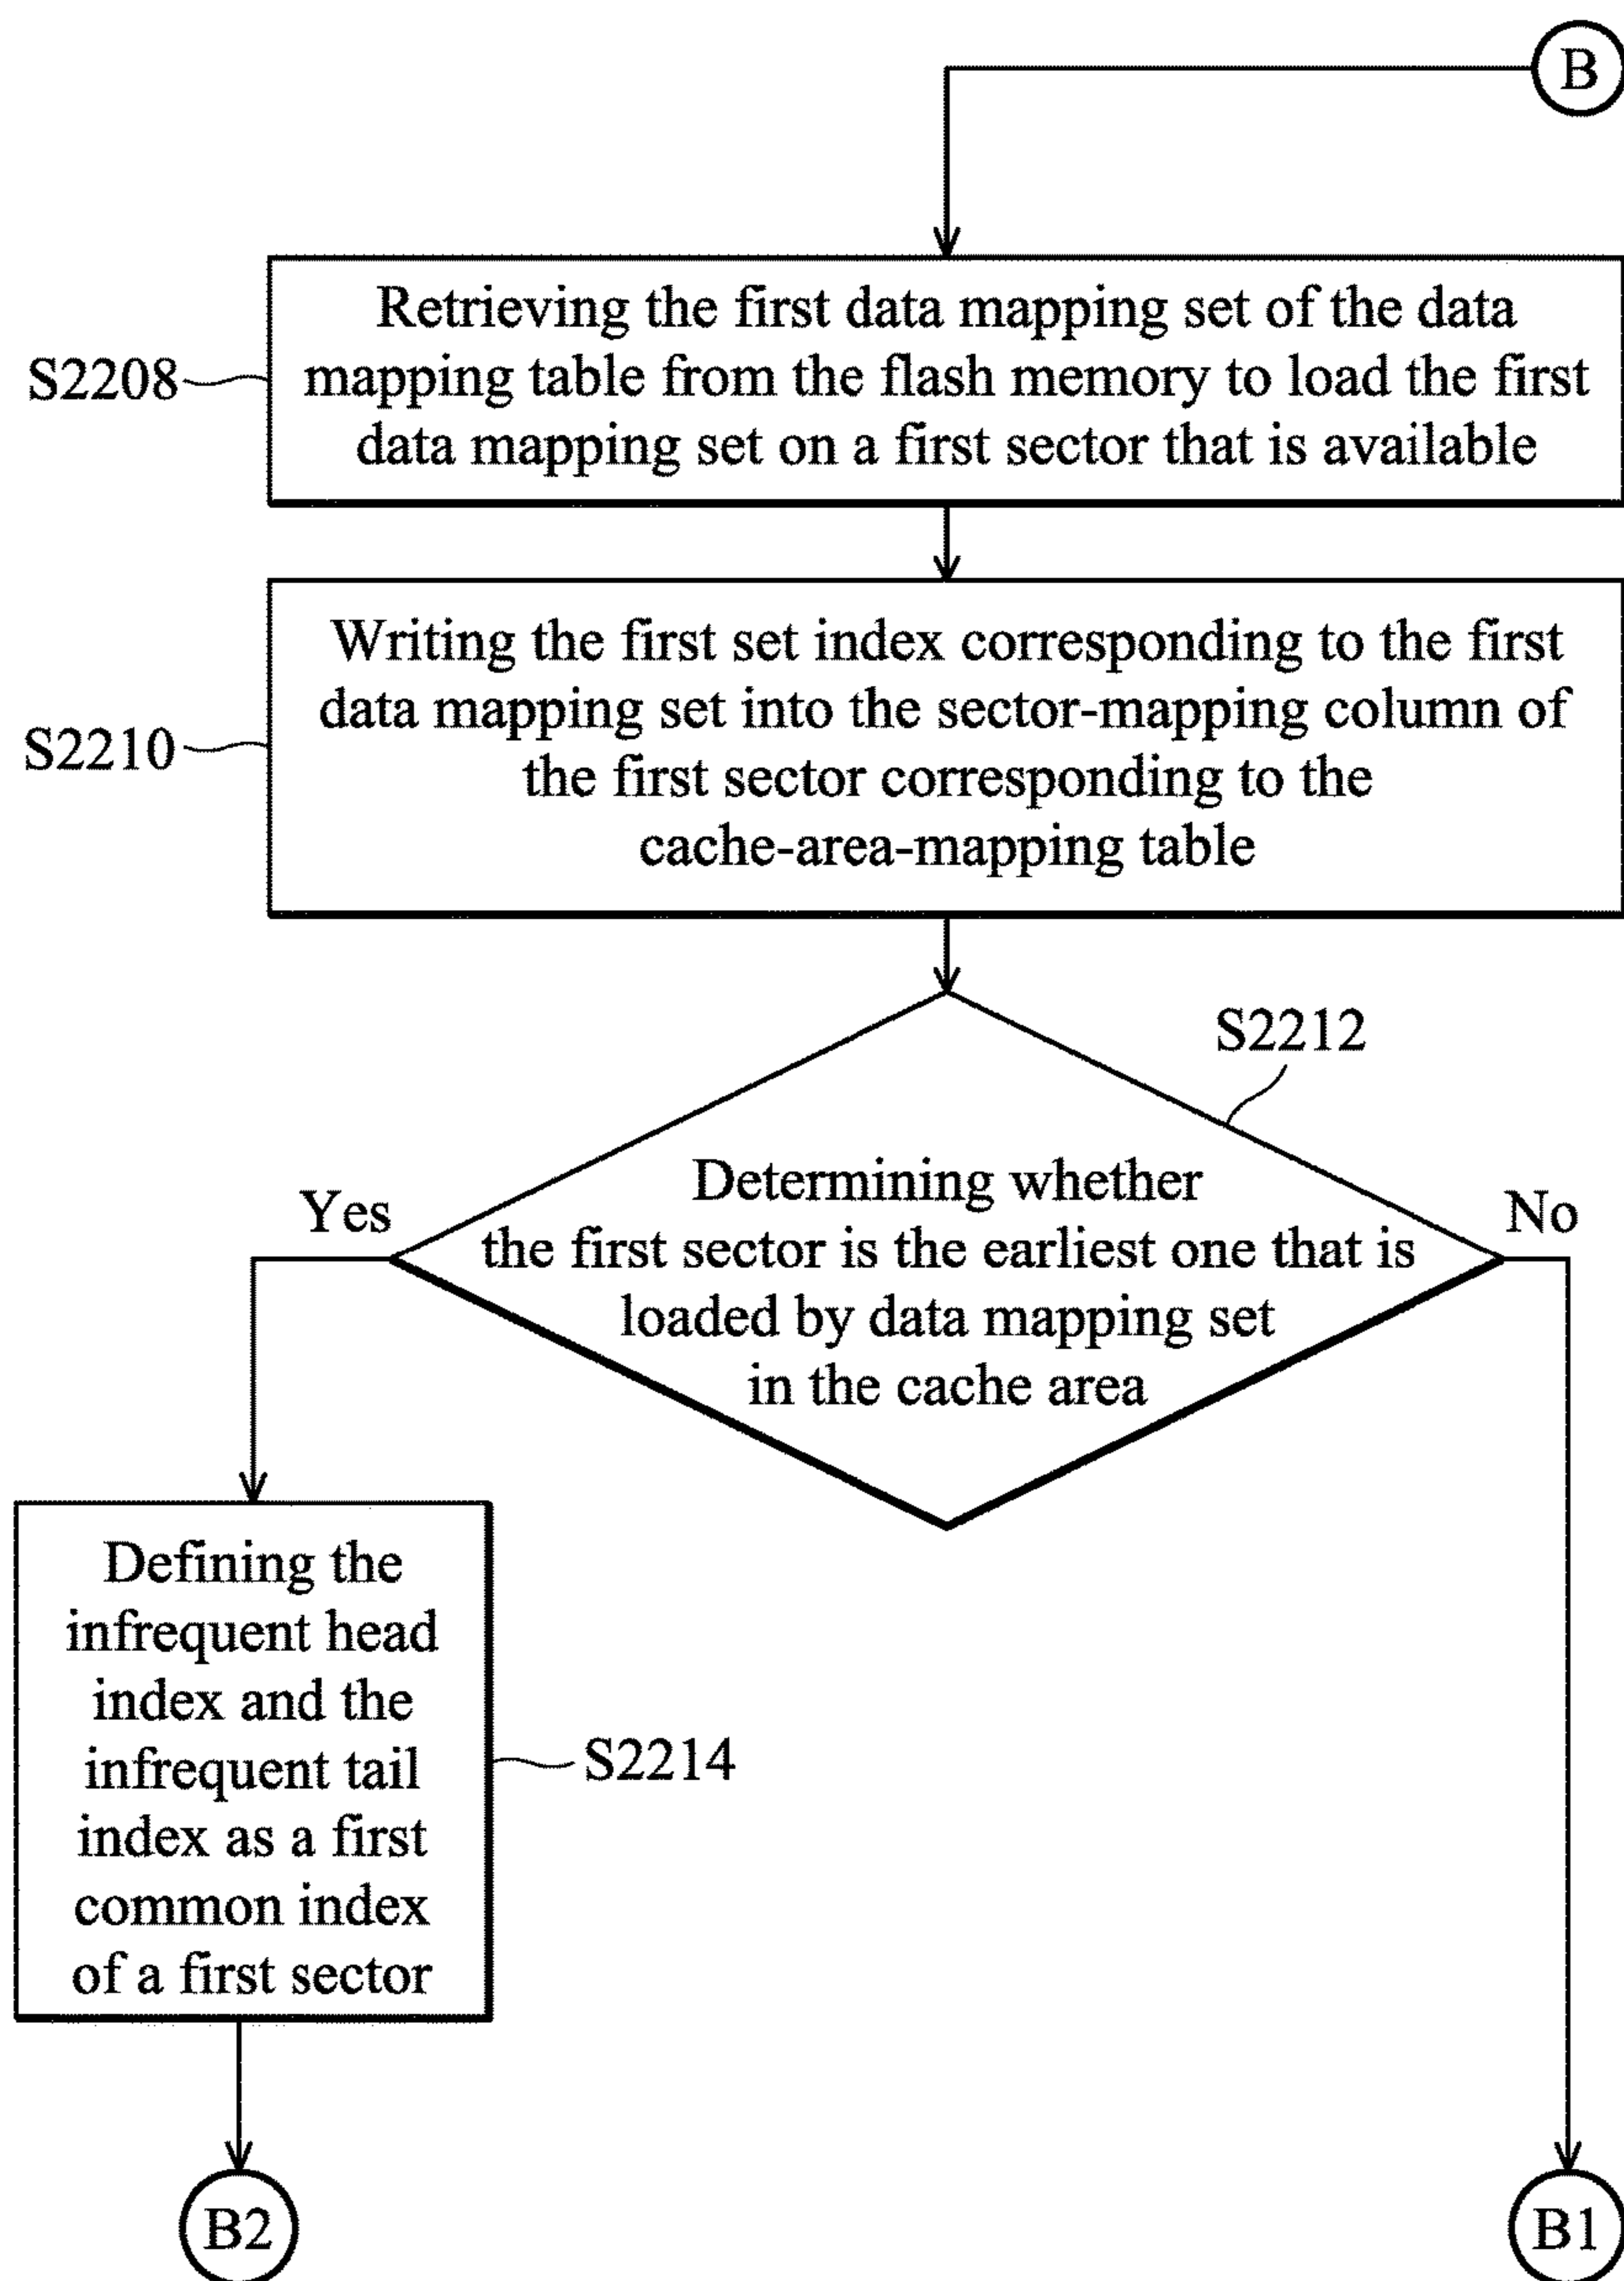 B
Retrieving the first data mapping set of the data
S2208
mapping table from the flash memory to load the first
data mapping set on a first sector that is available
Writing the first set index corresponding to the first
data mapping set into the sector-mapping column of
S2210
the first sector corresponding to the
cache-area-mapping table
S2212
Determining whether
Yes
No
the first sector is the earliest one that is
loaded by data mapping set
in the cache area
Defining the
infrequent head
index and the
infrequent tail
S2214
index as a first
common index
of a first sector
B2
B1